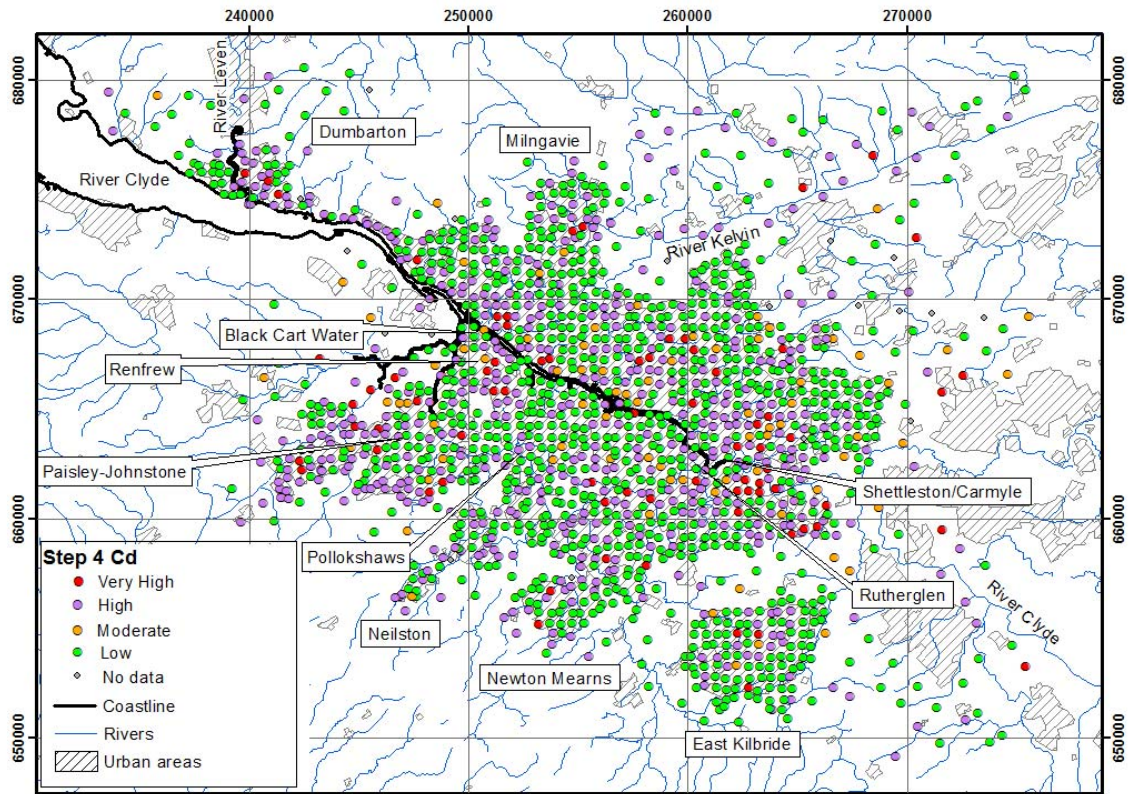 240000 250000 260000 270000
680000 680000
River Leven
Dumbarton
Milngavie
River Clyde
River Kelvin
670000 670000
Black Cart Water
Renfrew
Paisley-Johnstone
Shettleston/Carmyle
660000 660000
Pollokshaws
Rutherglen
River Clyde
Neilston
Newton Mearns
East Kilbride
650000 650000
Step 4 Cd
Very High
High
Moderate
Low
No data
Coastline
Rivers
Urban areas